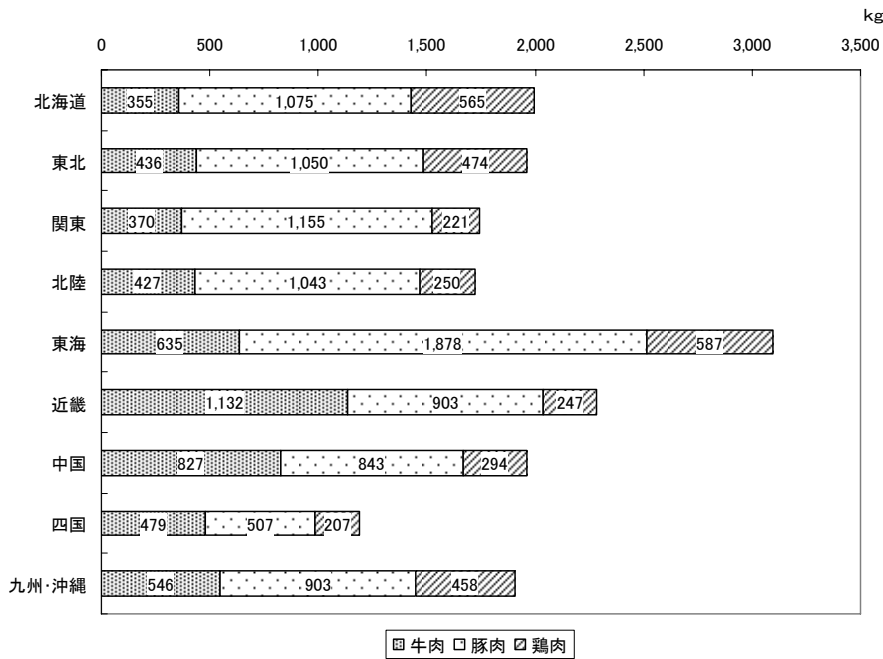 kg
0 500 1,000 1,500 2,000 2,500 3,000 3,500
北海道 355 1,075 565
東北 436 1,050 474
関東 370 1,155 221
北陸 427 1,043 250
東海 635 1,878 587
近畿 1,132 903 247
中国 827 843 294
四国 479 507 207
九州・沖縄 546 903 458
牛肉 豚肉 鶏肉